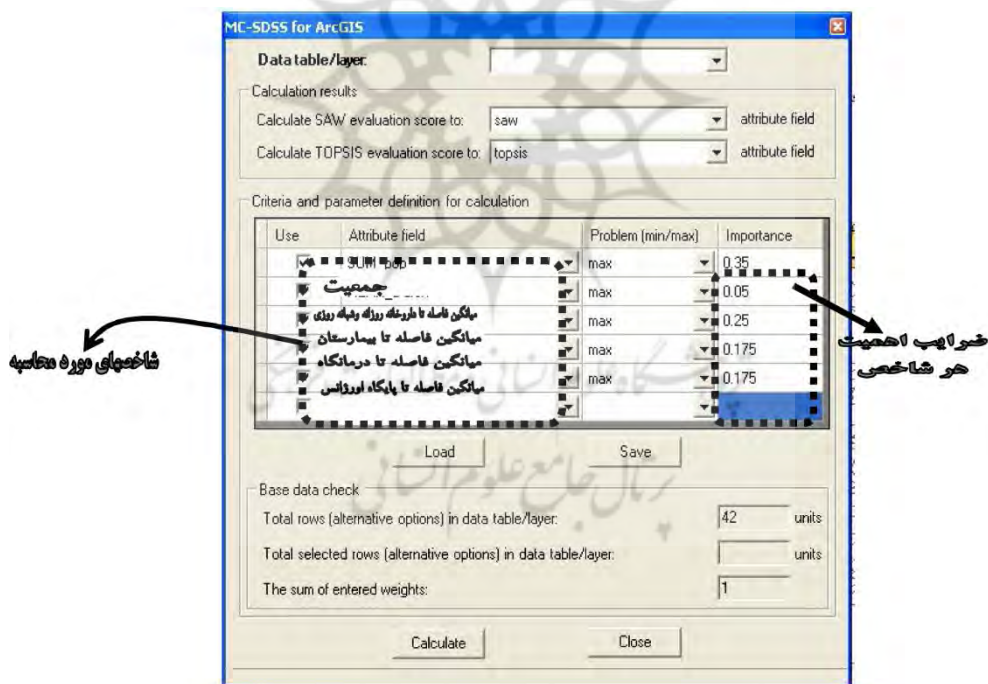 MC-SDSS for ArcGIS
Data table/layer:
Calculation results
Calculate SAW evaluation score to: saw attribute field
Calculate TOPSIS evaluation score to: topsis attribute field
Criteria and parameter definition for calculation
Use Attribute field Problem (min/max) Importance
SUM pop max 0.35
جمعیت max 0.05
میانگین فاصله تا داروخانه روزانه وشبانه روزی max 0.25
میانگین فاصله تا بیمارستان
میانگین فاصله تا درمانگاه max 0.175
میانگین فاصله تا پایگاه اورژانس max 0.175
شاخصهای مورد محاسبه
ضرایب اهمیت
هر شاخص
Load Save
رتال جامع علوم انسانی
Base data check
Total rows (alternative options) in data table/layer: 42 units
Total selected rows (alternative options) in data table/layer: units
The sum of entered weights: 1
Calculate Close